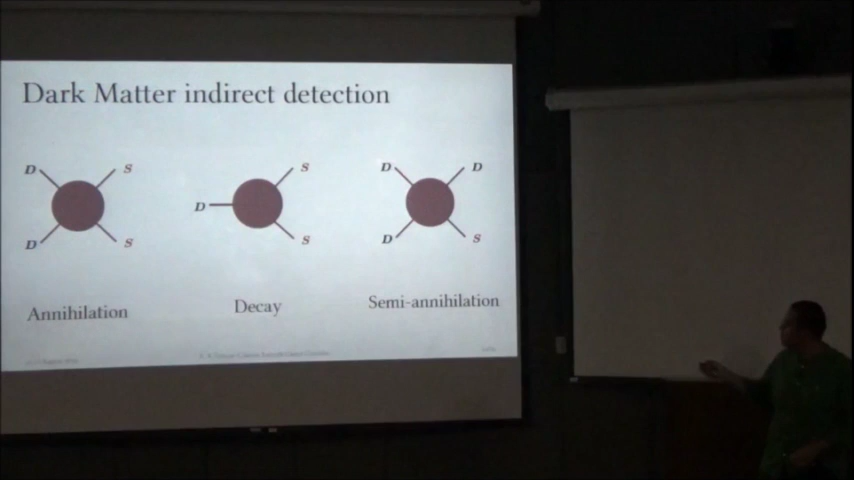 Dark Matter indirect detection
D S D S
D S D S
D D D S
Annihilation Decay Semi-annihilation